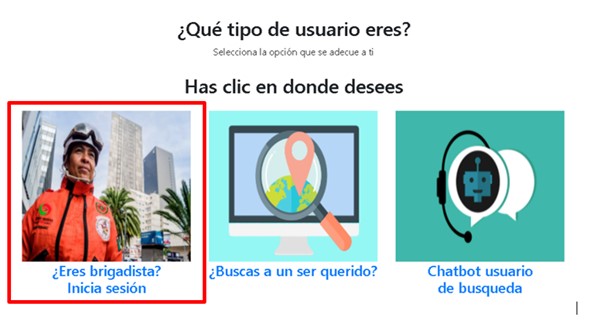 ¿Qué tipo de usuario eres?
Selecciona la opción que se adecue a ti
Has clic en donde desees
¿Eres brigadista?
Inicia sesión
¿Buscas a un ser querido?
Chatbot usuario
de busqueda